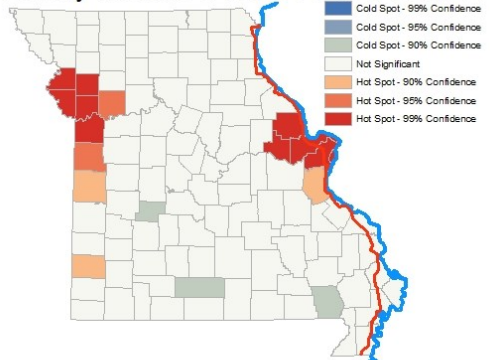 Cold Spot - 99% Confidence
Cold Spot - 95% Confidence
Cold Spot - 90% Confidence
Not Significant
Hot Spot - 90% Confidence
Hot Spot - 95% Confidence
Hot Spot - 99% Confidence